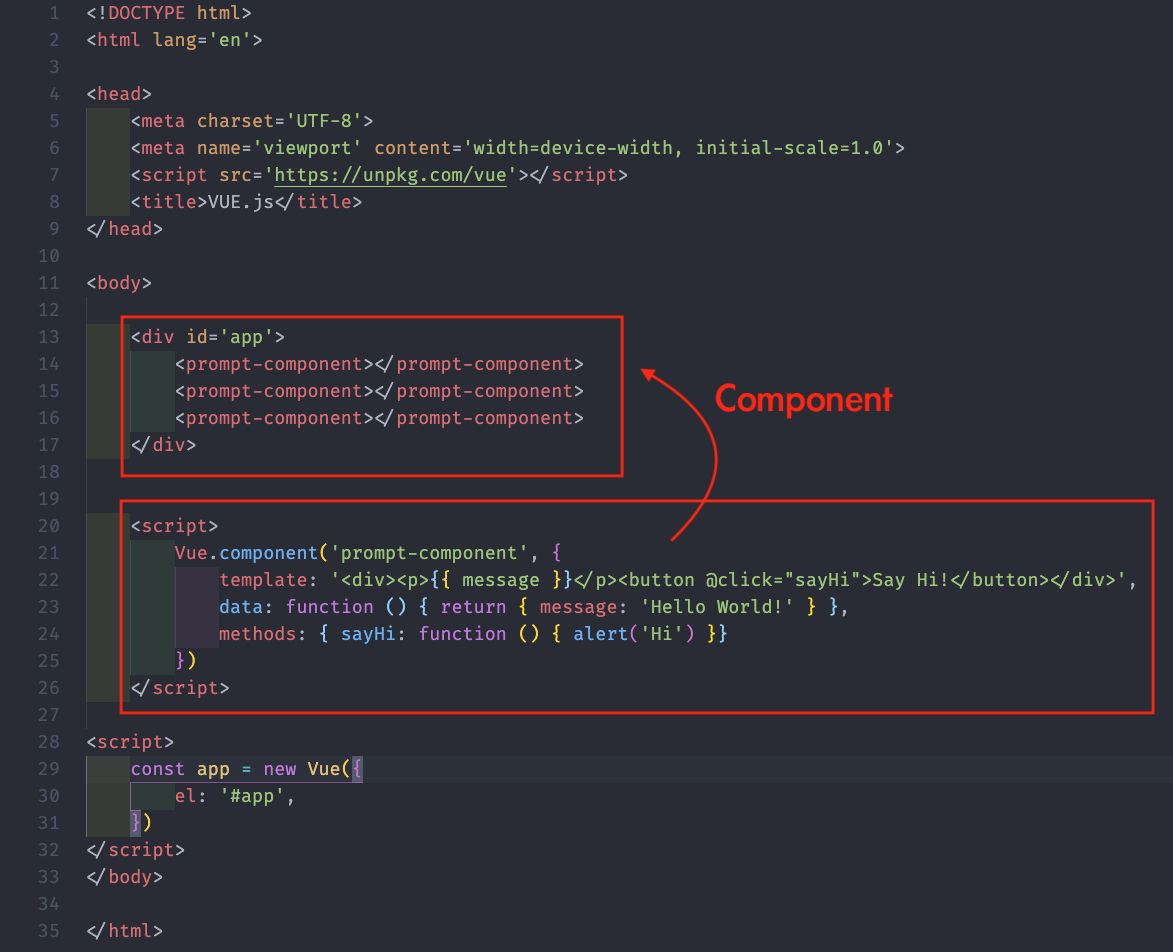 1 <!DOCTYPE html>
2 <html lang='en'>
3
4 <head>
5     <meta charset='UTF-8'>
6     <meta name='viewport' content='width=device-width, initial-scale=1.0'>
7     <script src='https://unpkg.com/vue'></script>
8     <title>VUE.js</title>
9 </head>
10
11 <body>
12
13     <div id='app'>
14         <prompt-component></prompt-component>
15         <prompt-component></prompt-component>
Component
16         <prompt-component></prompt-component>
17     </div>
18
19
20     <script>
21         Vue.component('prompt-component', {
22             template: '<div><p>{{ message }}</p><button @click="sayHi">Say Hi!</button></div>',
23             data: function () { return { message: 'Hello World!' } },
24             methods: { sayHi: function () { alert('Hi') }}
25         })
26     </script>
27
28 <script>
29     const app = new Vue({
30         el: '#app',
31     })
32 </script>
33 </body>
34
35 </html>